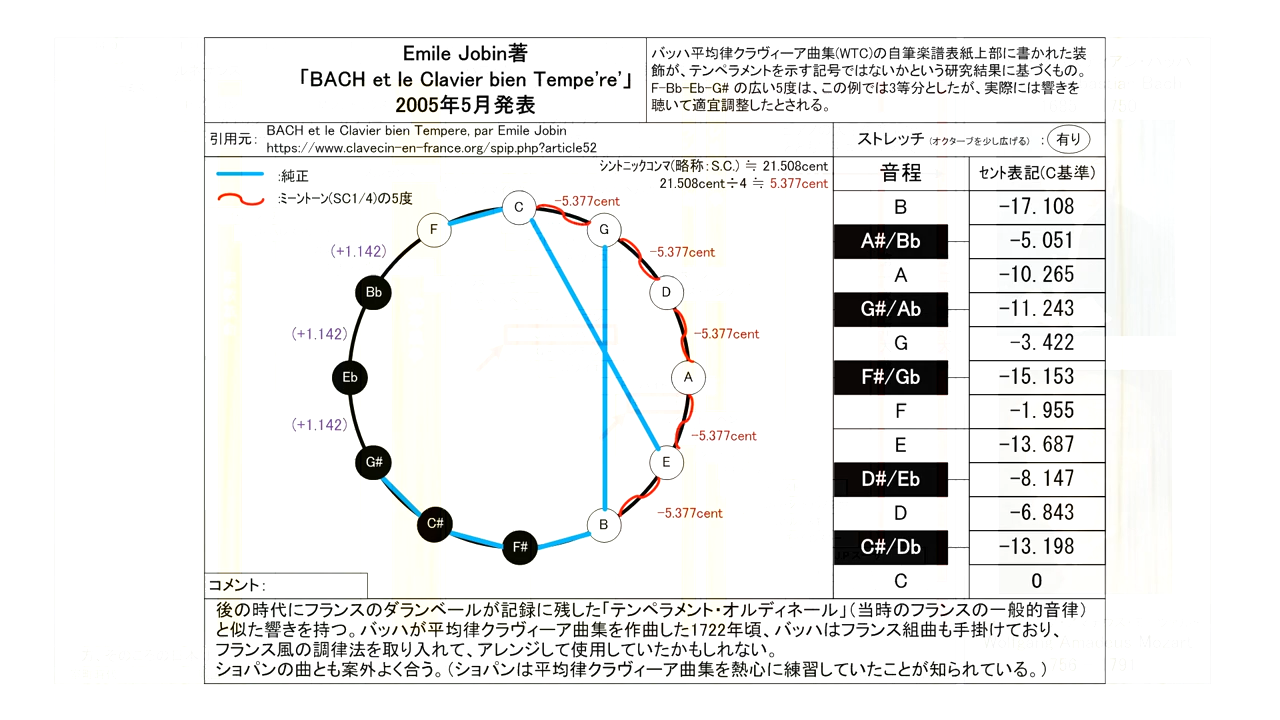 Emile Jobin著
「BACH et le Clavier bien Tempe're'」
2005年5月発表
バッハ平均律クラヴィーア曲集(WTC)の自筆楽譜表紙上部に書かれた装
飾が、テンペラメントを示す記号ではないかという研究結果に基づくもの。
F-Bb-Eb-G# の広い5度は、この例では3等分としたが、実際には響きを
聴いて適宜調整したとされる。
引用元:
BACH et le Clavier bien Tempere, par Emile Jobin
https://www.clavecin-en-france.org/spip.php?article52
ストレッチ (オクターブを少し広げる) : 有り
:純正
:ミーントーン(SC1/4)の5度
シントニックコンマ(略称:S.C.) ≒ 21.508cent
21.508cent÷4 ≒ 5.377cent
C
-5.377cent
G
-5.377cent
D
-5.377cent
A
-5.377cent
E
-5.377cent
B
F#
C#
G#
(+1.142)
Eb
(+1.142)
Bb
(+1.142)
F
音程 セント表記(C基準)
B -17.108
A#/Bb -5.051
A -10.265
G#/Ab -11.243
G -3.422
F#/Gb -15.153
F -1.955
E -13.687
D#/Eb -8.147
D -6.843
C#/Db -13.198
C 0
コメント:
後の時代にフランスのダランベールが記録に残した「テンペラメント・オルディネール」(当時のフランスの一般的音律)
と似た響きを持つ。バッハが平均律クラヴィーア曲集を作曲した1722年頃、バッハはフランス組曲も手掛けており、
フランス風の調律法を取り入れて、アレンジして使用していたかもしれない。
ショパンの曲とも案外よく合う。(ショパンは平均律クラヴィーア曲集を熱心に練習していたことが知られている。)